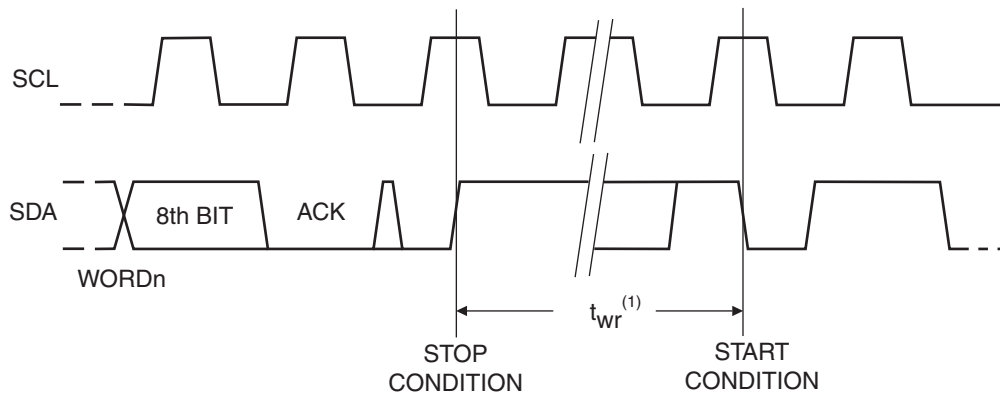 SCL
SDA
8th BIT
ACK
WORDn
twr(1)
STOP
CONDITION
START
CONDITION